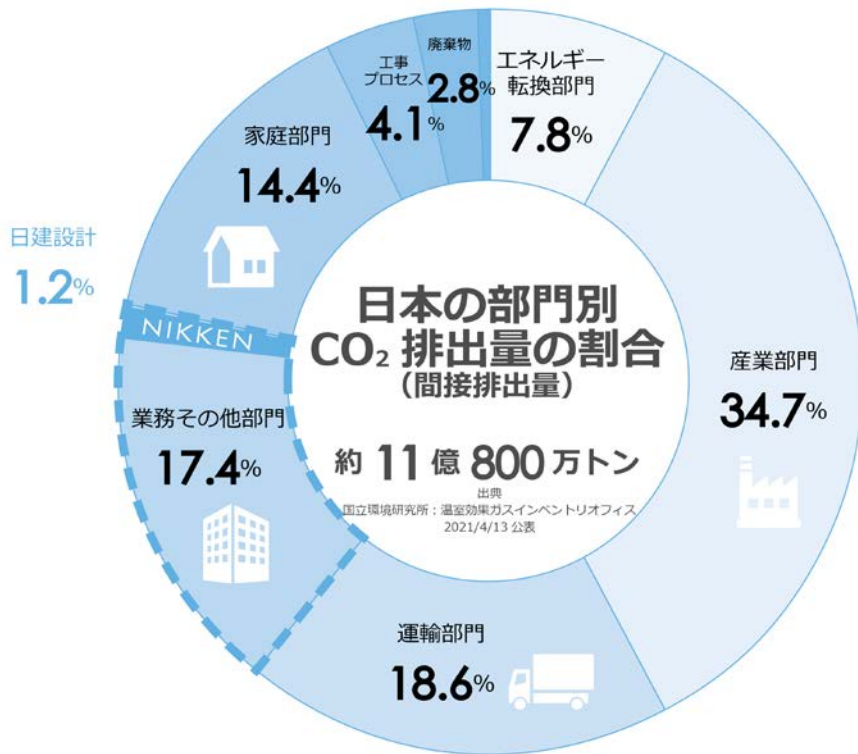 日本の部門別
CO₂ 排出量の割合
(間接排出量)
約 11 億 800 万トン
出典
国立環境研究所：温室効果ガスインベントリオフィス
2021/4/13 公表
エネルギー
転換部門
7.8%
産業部門
34.7%
運輸部門
18.6%
業務その他部門
17.4%
NIKKEN
日建設計
1.2%
家庭部門
14.4%
工事
プロセス
4.1%
廃棄物
2.8%